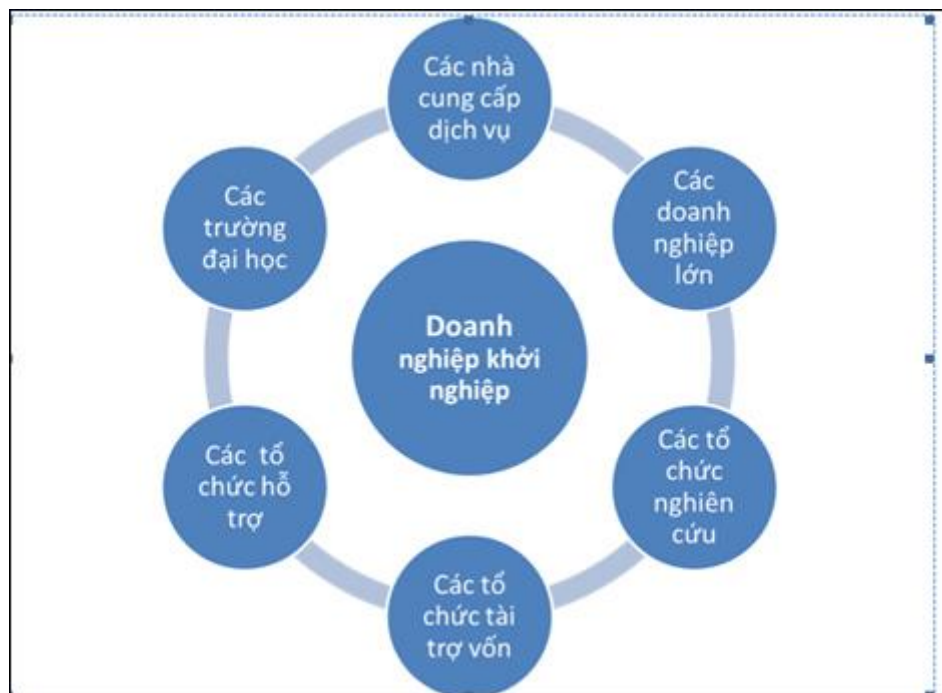 Các nhà
cung cấp
dịch vụ
Các
doanh
nghiệp
lớn
Các tổ
chức
nghiên
cứu
Các tổ
chức tài
trợ vốn
Các tổ
chức hỗ
trợ
Các
trường
đại học
Doanh
nghiệp khởi
nghiệp